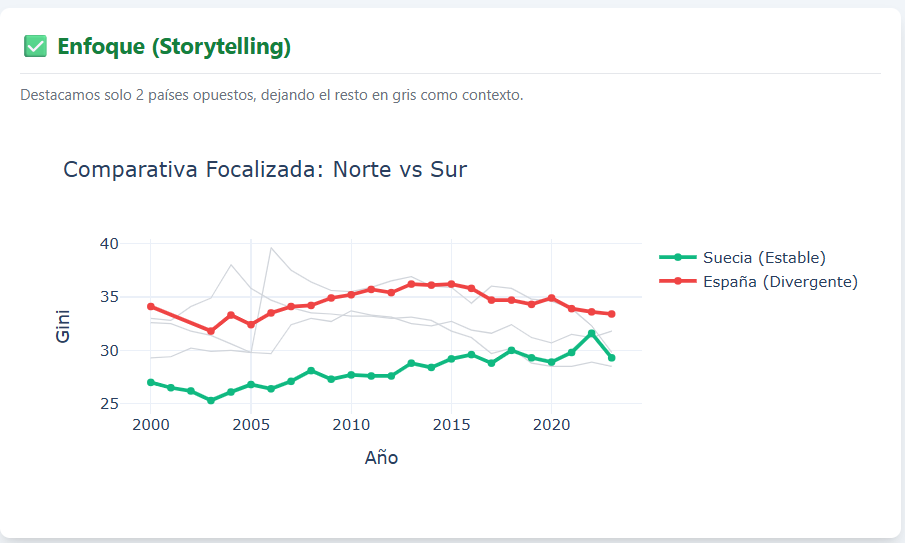 ✅ Enfoque (Storytelling)
Destacamos solo 2 países opuestos, dejando el resto en gris como contexto.
Comparativa Focalizada: Norte vs Sur
40
35
30
25
Gini
2000 2005 2010 2015 2020
Año
Suecia (Estable)
España (Divergente)